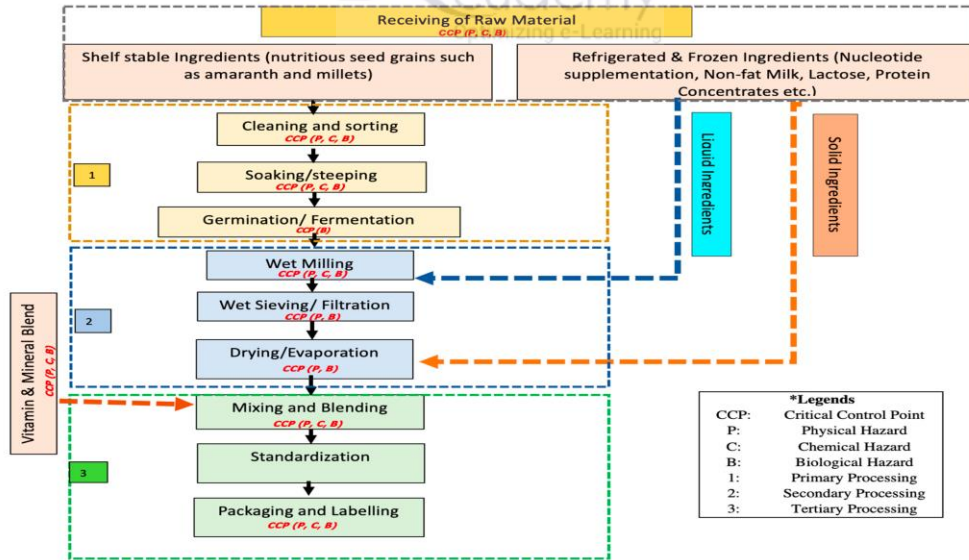 Receiving of Raw Material
CCP (P, C, B)
Shelf stable Ingredients (nutritious seed grains such
as amaranth and millets)
Refrigerated & Frozen Ingredients (Nucleotide
supplementation, Non-fat Milk, Lactose, Protein
Concentrates etc.)
Cleaning and sorting
CCP (P, C, B)
1
Soaking/steeping
CCP (P, C, B)
Germination/ Fermentation
CCP (B)
Liquid Ingredients
Solid Ingredients
Wet Milling
CCP (P, C, B)
2
Wet Sieving/ Filtration
CCP (P, B)
Drying/Evaporation
CCP (P, B)
Vitamin & Mineral Blend
CCP (P, C, B)
Mixing and Blending
CCP (P, C, B)
3
Standardization
Packaging and Labelling
CCP (P, C, B)
*Legends
CCP: Critical Control Point
P: Physical Hazard
C: Chemical Hazard
B: Biological Hazard
1: Primary Processing
2: Secondary Processing
3: Tertiary Processing
e-Learning